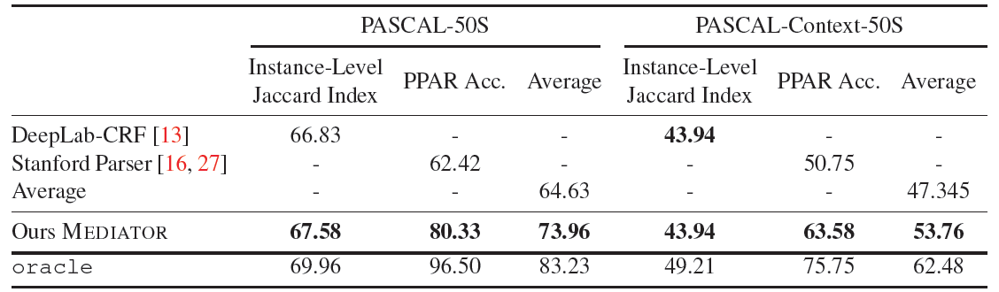 PASCAL-50S PASCAL-Context-50S
Instance-Level Jaccard Index PPAR Acc. Average Instance-Level Jaccard Index PPAR Acc. Average
DeepLab-CRF [13] 66.83 - - 43.94 - -
Stanford Parser [16, 27] - 62.42 - - 50.75 -
Average - - 64.63 - - 47.345
Ours MEDIATOR 67.58 80.33 73.96 43.94 63.58 53.76
oracle 69.96 96.50 83.23 49.21 75.75 62.48